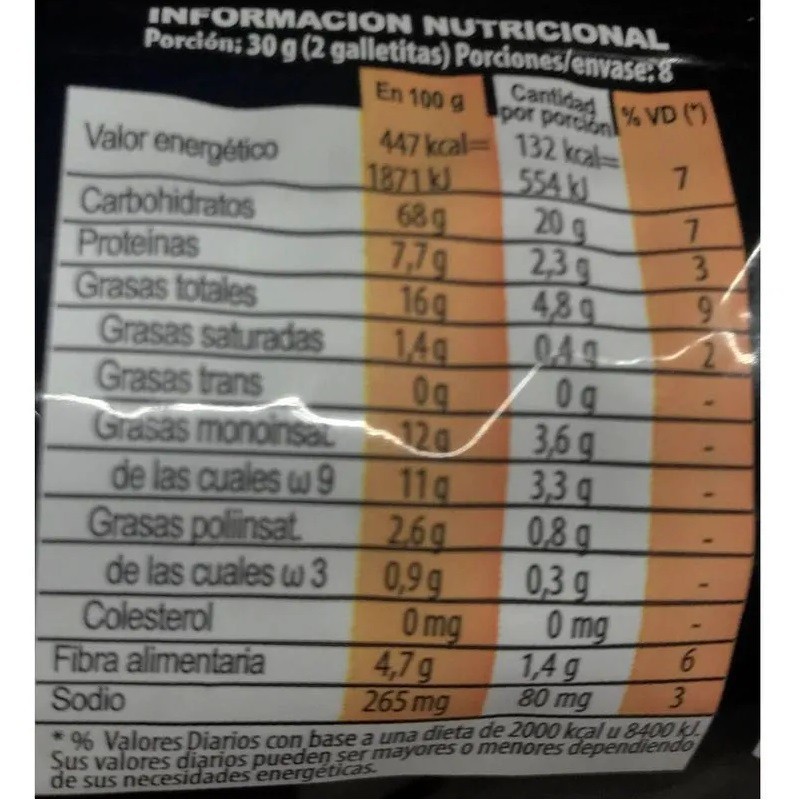 INFORMACIÓN NUTRICIONAL
Porción: 30 g (2 galletitas) Porciones/envase: 8
En 100 g Cantidad por porción % VD (*)
Valor energético 447 kcal= 132 kcal=
1871 kJ 554 kJ 7
Carbohidratos 68 g 20 g 7
Proteínas 7,7 g 2,3 g 3
Grasas totales 16 g 4,8 g 9
Grasas saturadas 1,4 g 0,4 g 2
Grasas trans 0 g 0 g -
Grasas monoinsat. 12 g 3,6 g -
de las cuales ω 9 11 g 3,3 g -
Grasas poliinsat. 2,6 g 0,8 g -
de las cuales ω 3 0,9 g 0,3 g -
Colesterol 0 mg 0 mg -
Fibra alimentaria 4,7 g 1,4 g 6
Sodio 265 mg 80 mg 3
* % Valores Diarios con base a una dieta de 2000 kcal u 8400 kJ.
Sus valores diarios pueden ser mayores o menores dependiendo
de sus necesidades energéticas.